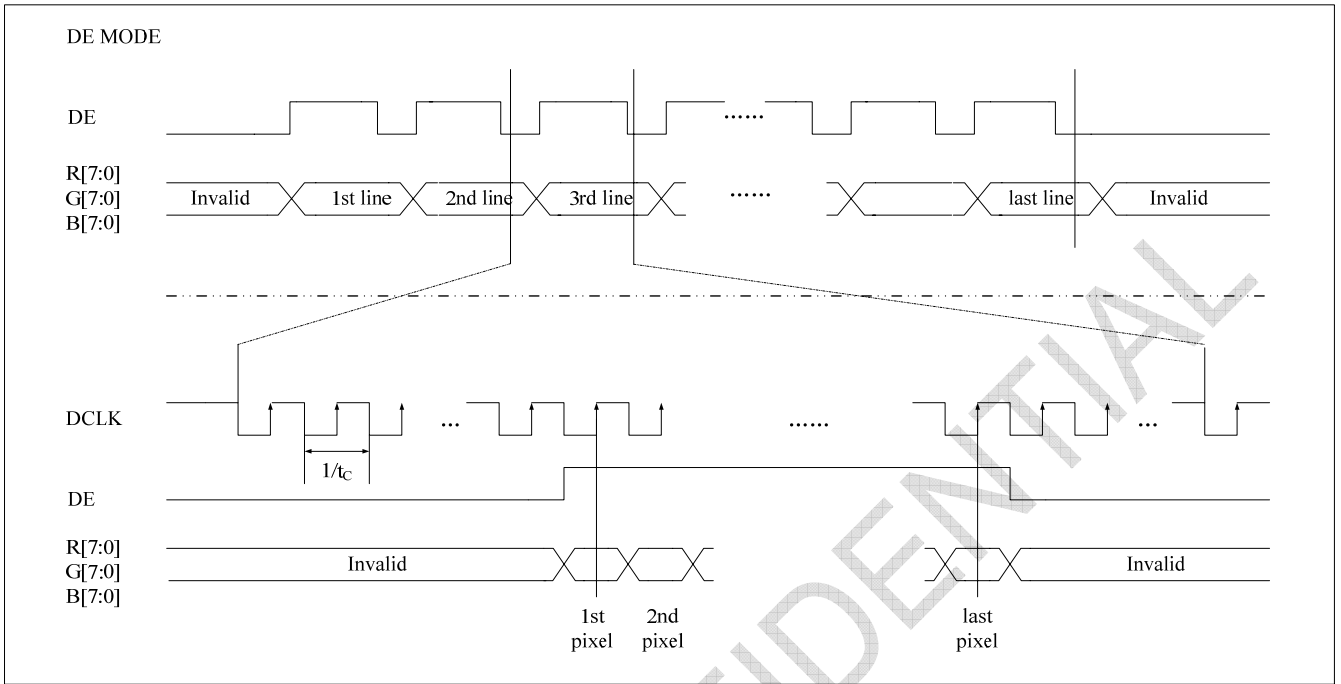 DE MODE
DE
......
R[7:0]
G[7:0]
B[7:0]
Invalid
1st line
2nd line
3rd line
......
last line
Invalid
DCLK
...
......
...
1/tC
DE
R[7:0]
G[7:0]
B[7:0]
Invalid
Invalid
1st
pixel
2nd
pixel
last
pixel
FIDENTIAL